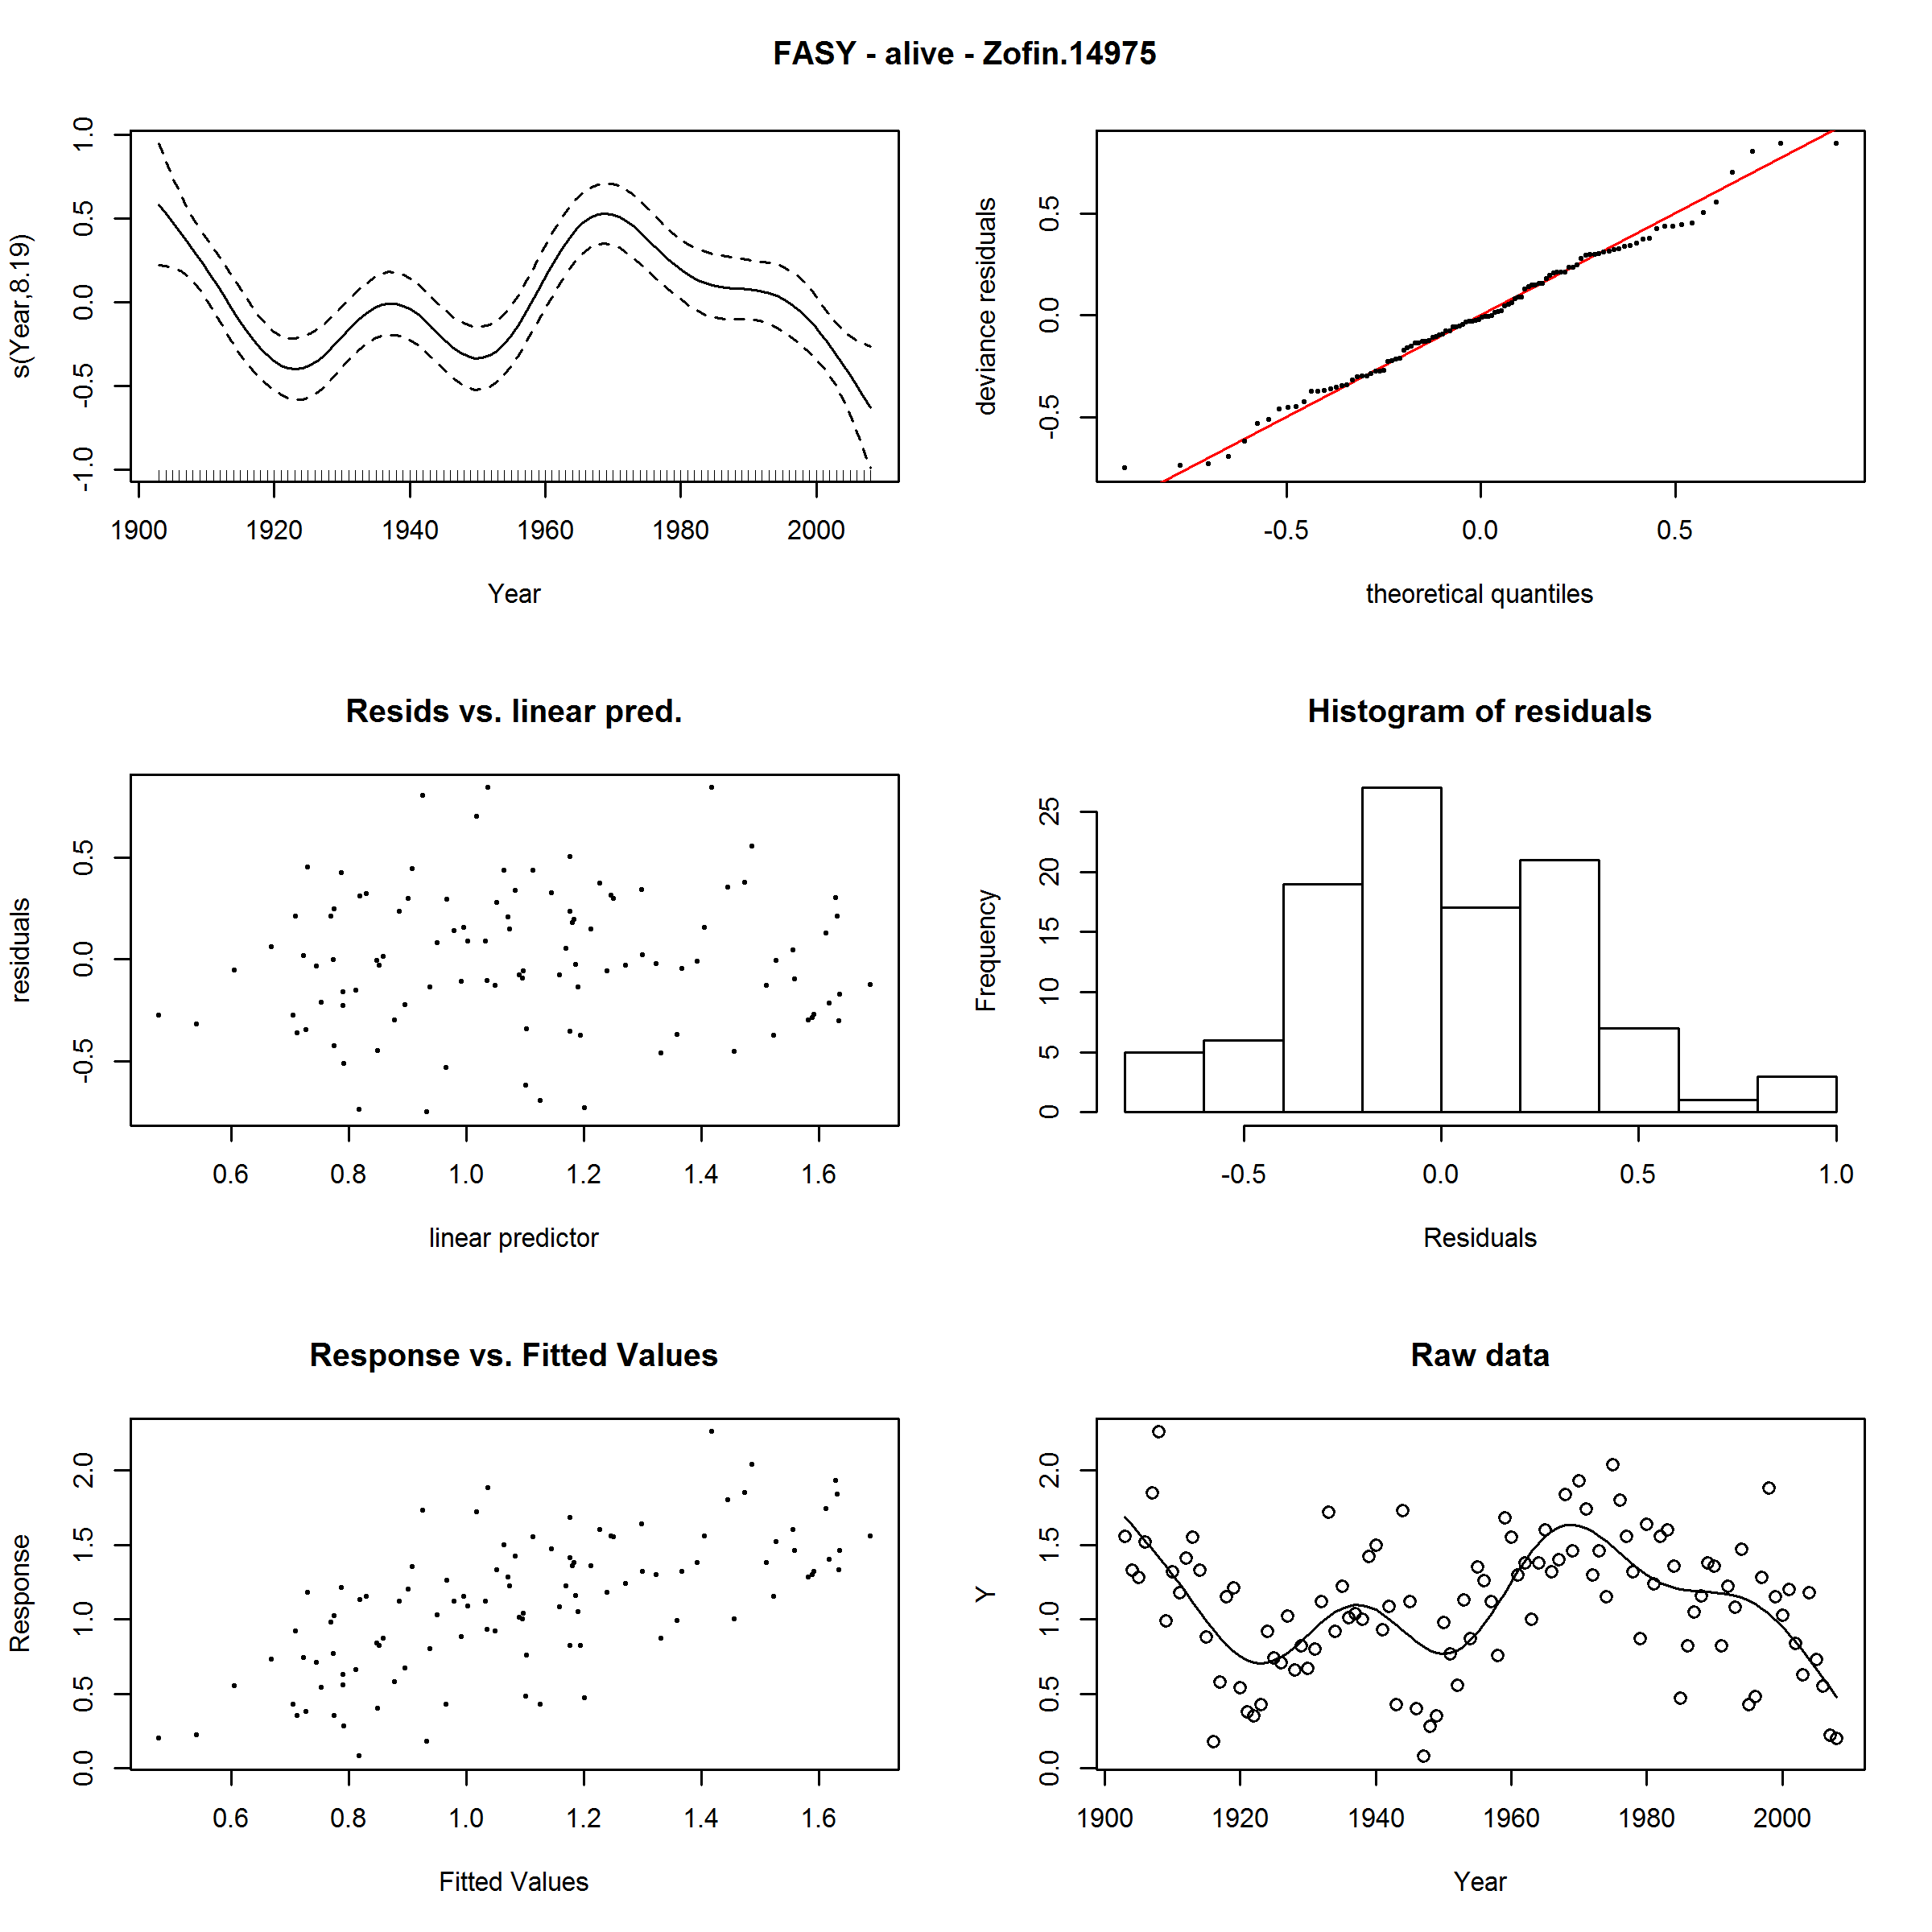 FASY - alive - Zofin.14975
s(Year,8.19)
1.0
0.5
0.0
-0.5
-1.0
1900 1920 1940 1960 1980 2000
Year
deviance residuals
0.5
0.0
-0.5
-0.5 0.0 0.5
theoretical quantiles
Resids vs. linear pred.
residuals
0.5
0.0
-0.5
0.6 0.8 1.0 1.2 1.4 1.6
linear predictor
Histogram of residuals
Frequency
25
20
15
10
5
0
-0.5 0.0 0.5 1.0
Residuals
Response vs. Fitted Values
Response
2.0
1.5
1.0
0.5
0.0
0.6 0.8 1.0 1.2 1.4 1.6
Fitted Values
Raw data
Y
2.0
1.5
1.0
0.5
0.0
1900 1920 1940 1960 1980 2000
Year